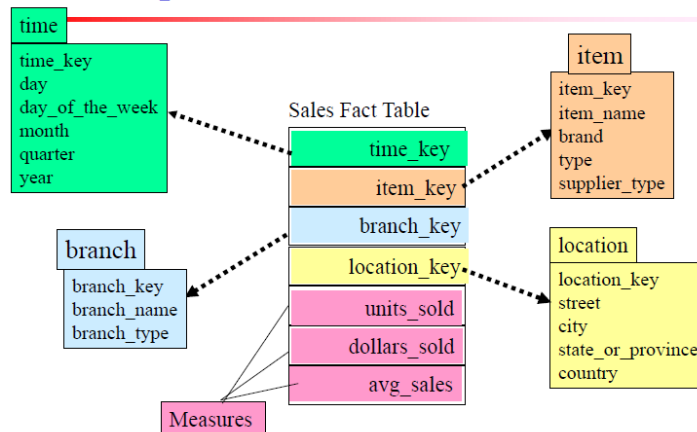 time
time_key
day
day_of_the_week
month
quarter
year
item
item_key
item_name
brand
type
supplier_type
Sales Fact Table
time_key
item_key
branch_key
location_key
units_sold
dollars_sold
avg_sales
branch
branch_key
branch_name
branch_type
location
location_key
street
city
state_or_province
country
Measures